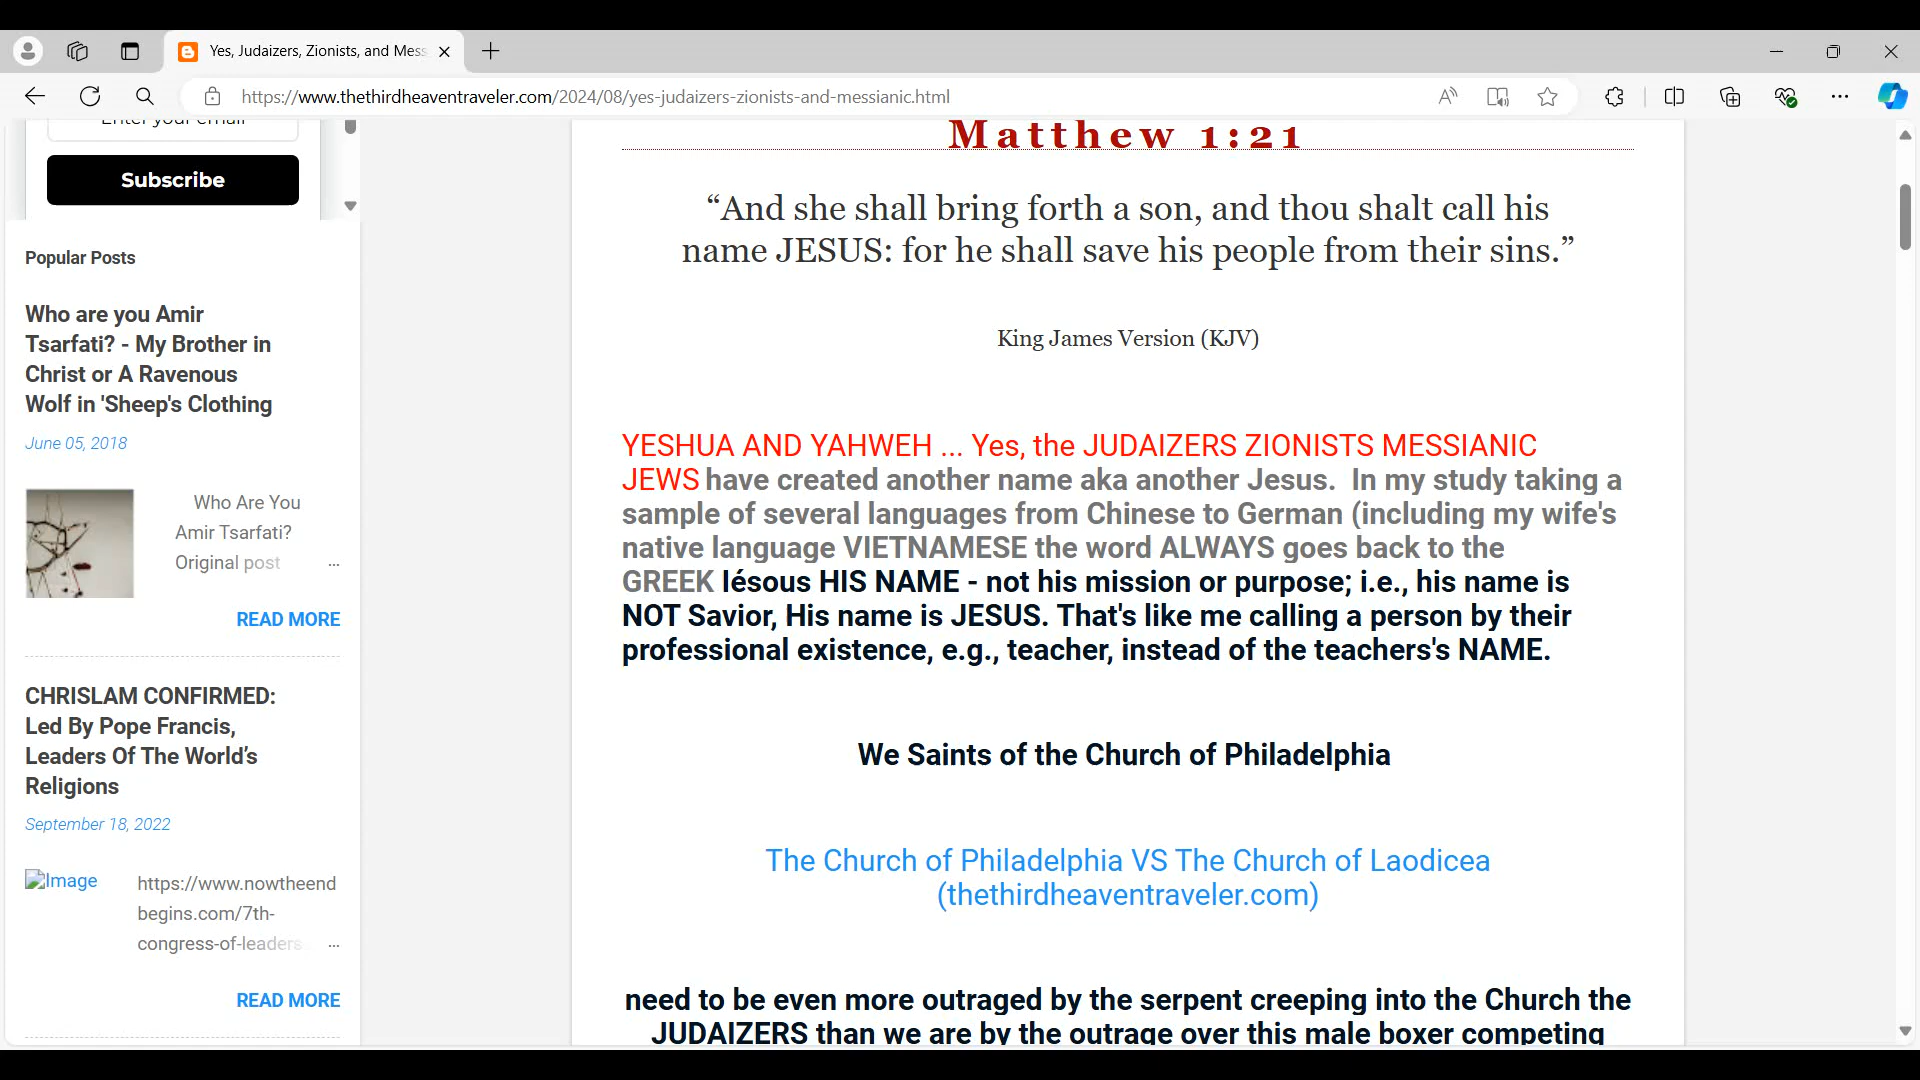 Yes, Judaizers, Zionists, and Mess
https://www.thethirdheaventraveler.com/2024/08/yes-judaizers-zionists-and-messianic.html
Enter your email
Subscribe
Popular Posts
Who are you Amir
Tsarfati? - My Brother in
Christ or A Ravenous
Wolf in 'Sheep's Clothing
June 05, 2018
Who Are You
Amir Tsarfati?
Original post
...
READ MORE
CHRISLAM CONFIRMED:
Led By Pope Francis,
Leaders Of The World’s
Religions
September 18, 2022
Image
https://www.nowtheend
begins.com/7th-
congress-of-leaders
...
READ MORE
Matthew 1:21
“And she shall bring forth a son, and thou shalt call his
name JESUS: for he shall save his people from their sins.”
King James Version (KJV)
YESHUA AND YAHWEH ... Yes, the JUDAIZERS ZIONISTS MESSIANIC
JEWS have created another name aka another Jesus.  In my study taking a
sample of several languages from Chinese to German (including my wife's
native language VIETNAMESE the word ALWAYS goes back to the
GREEK Iésous HIS NAME - not his mission or purpose; i.e., his name is
NOT Savior, His name is JESUS. That's like me calling a person by their
professional existence, e.g., teacher, instead of the teachers's NAME.
We Saints of the Church of Philadelphia
The Church of Philadelphia VS The Church of Laodicea
(thethirdheaventraveler.com)
need to be even more outraged by the serpent creeping into the Church the
JUDAIZERS than we are by the outrage over this male boxer competing